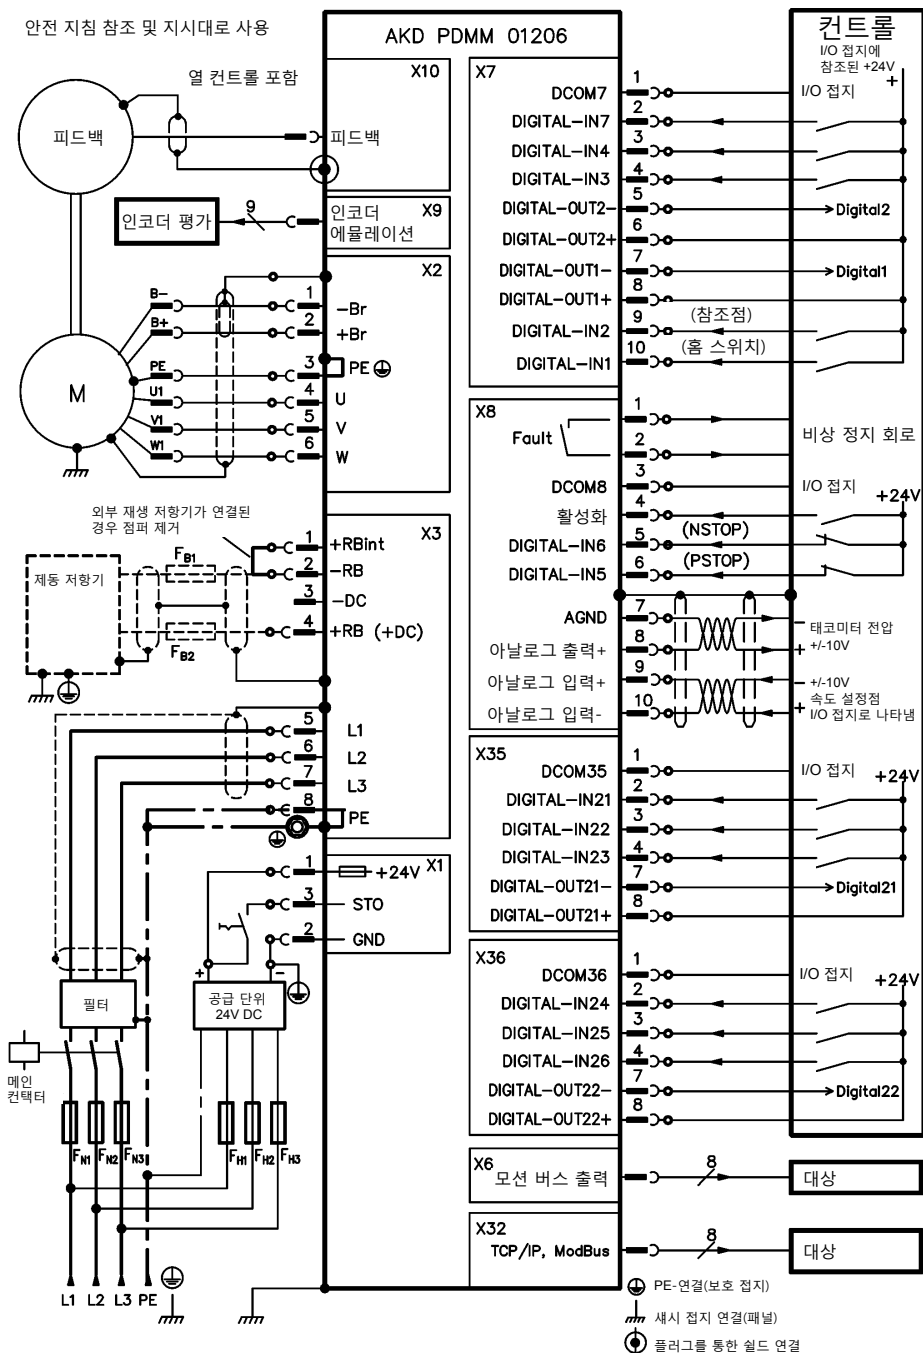 안전 지침 참조 및 지시대로 사용
AKD PDMM 01206
열 컨트롤 포함
X10
피드백
피드백
인코더 평가
9
X9
인코더
에뮬레이션
X2
B-
1
-Br
B+
2
+Br
PE
3
PE
M
U1
4
U
V1
5
V
W1
6
W
외부 재생 저항기가 연결된
경우 점퍼 제거
X3
1
+RBint
제동 저항기
FB1
2
-RB
3
-DC
4
+RB (+DC)
FB2
5
L1
6
L2
7
L3
8
PE
X1
1
+24V
3
STO
2
GND
+
-
필터
공급 단위
24V DC
메인
컨택터
FN1
FN2
FN3
FH1
FH2
FH3
L1
L2
L3
PE
X7
DCOM7
1
DIGITAL-IN7
2
DIGITAL-IN4
3
DIGITAL-IN3
4
DIGITAL-OUT2-
5
Digital2
DIGITAL-OUT2+
6
DIGITAL-OUT1-
7
Digital1
DIGITAL-OUT1+
8
DIGITAL-IN2
9
(참조점)
DIGITAL-IN1
10
(홈 스위치)
컨트롤
I/O 접지에
참조된 +24V
+
I/O 접지
X8
Fault
1
2
비상 정지 회로
DCOM8
3
I/O 접지
+24V
활성화
4
DIGITAL-IN6
5
(NSTOP)
DIGITAL-IN5
6
(PSTOP)
AGND
7
- 태코미터 전압
아날로그 출력+
8
+ +/-10V
아날로그 입력+
9
- +/-10V
속도 설정점
아날로그 입력-
10
+ I/O 접지로 나타냄
X35
DCOM35
1
I/O 접지
+24V
DIGITAL-IN21
2
DIGITAL-IN22
3
DIGITAL-IN23
4
DIGITAL-OUT21-
7
Digital21
DIGITAL-OUT21+
8
X36
DCOM36
1
I/O 접지
+24V
DIGITAL-IN24
2
DIGITAL-IN25
3
DIGITAL-IN26
4
DIGITAL-OUT22-
7
Digital22
DIGITAL-OUT22+
8
X6
모션 버스 출력
8
대상
X32
TCP/IP, ModBus
8
대상
PE-연결(보호 접지)
섀시 접지 연결(패널)
플러그를 통한 쉴드 연결